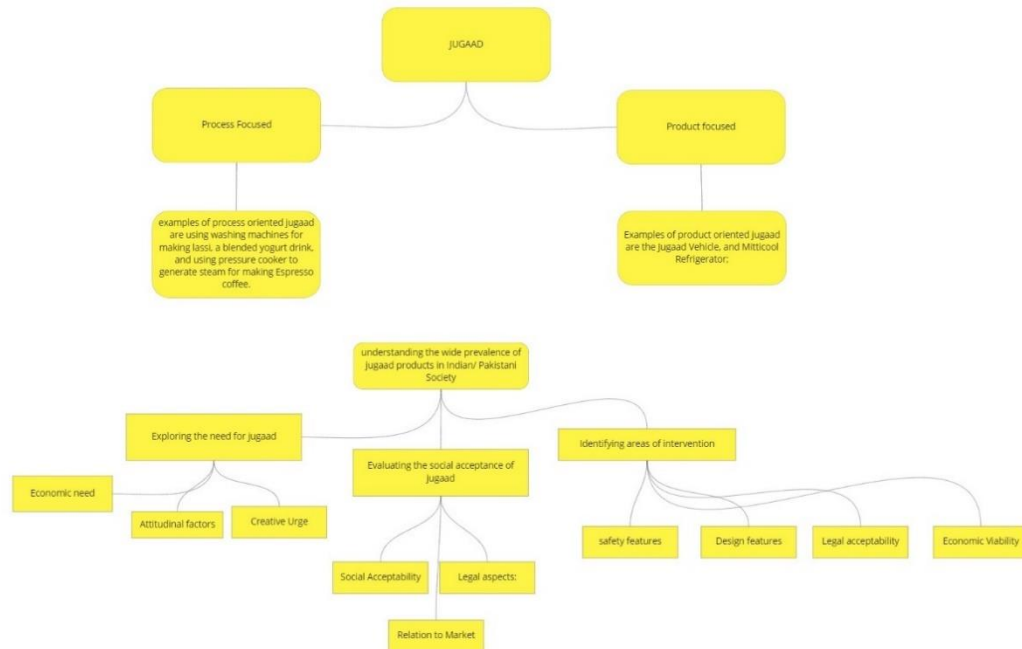 JUGAAD
Process Focused
Product focused
examples of process oriented jugaad
are using washing machines for
making lassi, a blended yogurt drink,
and using pressure cooker to
generate steam for making Espresso
coffee.
Examples of product oriented jugaad
are the Jugaad Vehicle, and Mitticool
Refrigerator;
understanding the wide prevalence of
jugaad products in Indian/ Pakistani
Society
Exploring the need for jugaad
Evaluating the social acceptance of
jugaad
Identifying areas of intervention
Economic need
Attitudinal factors
Creative Urge
Social Acceptability
Legal aspects:
Relation to Market
safety features
Design features
Legal acceptability
Economic Viability